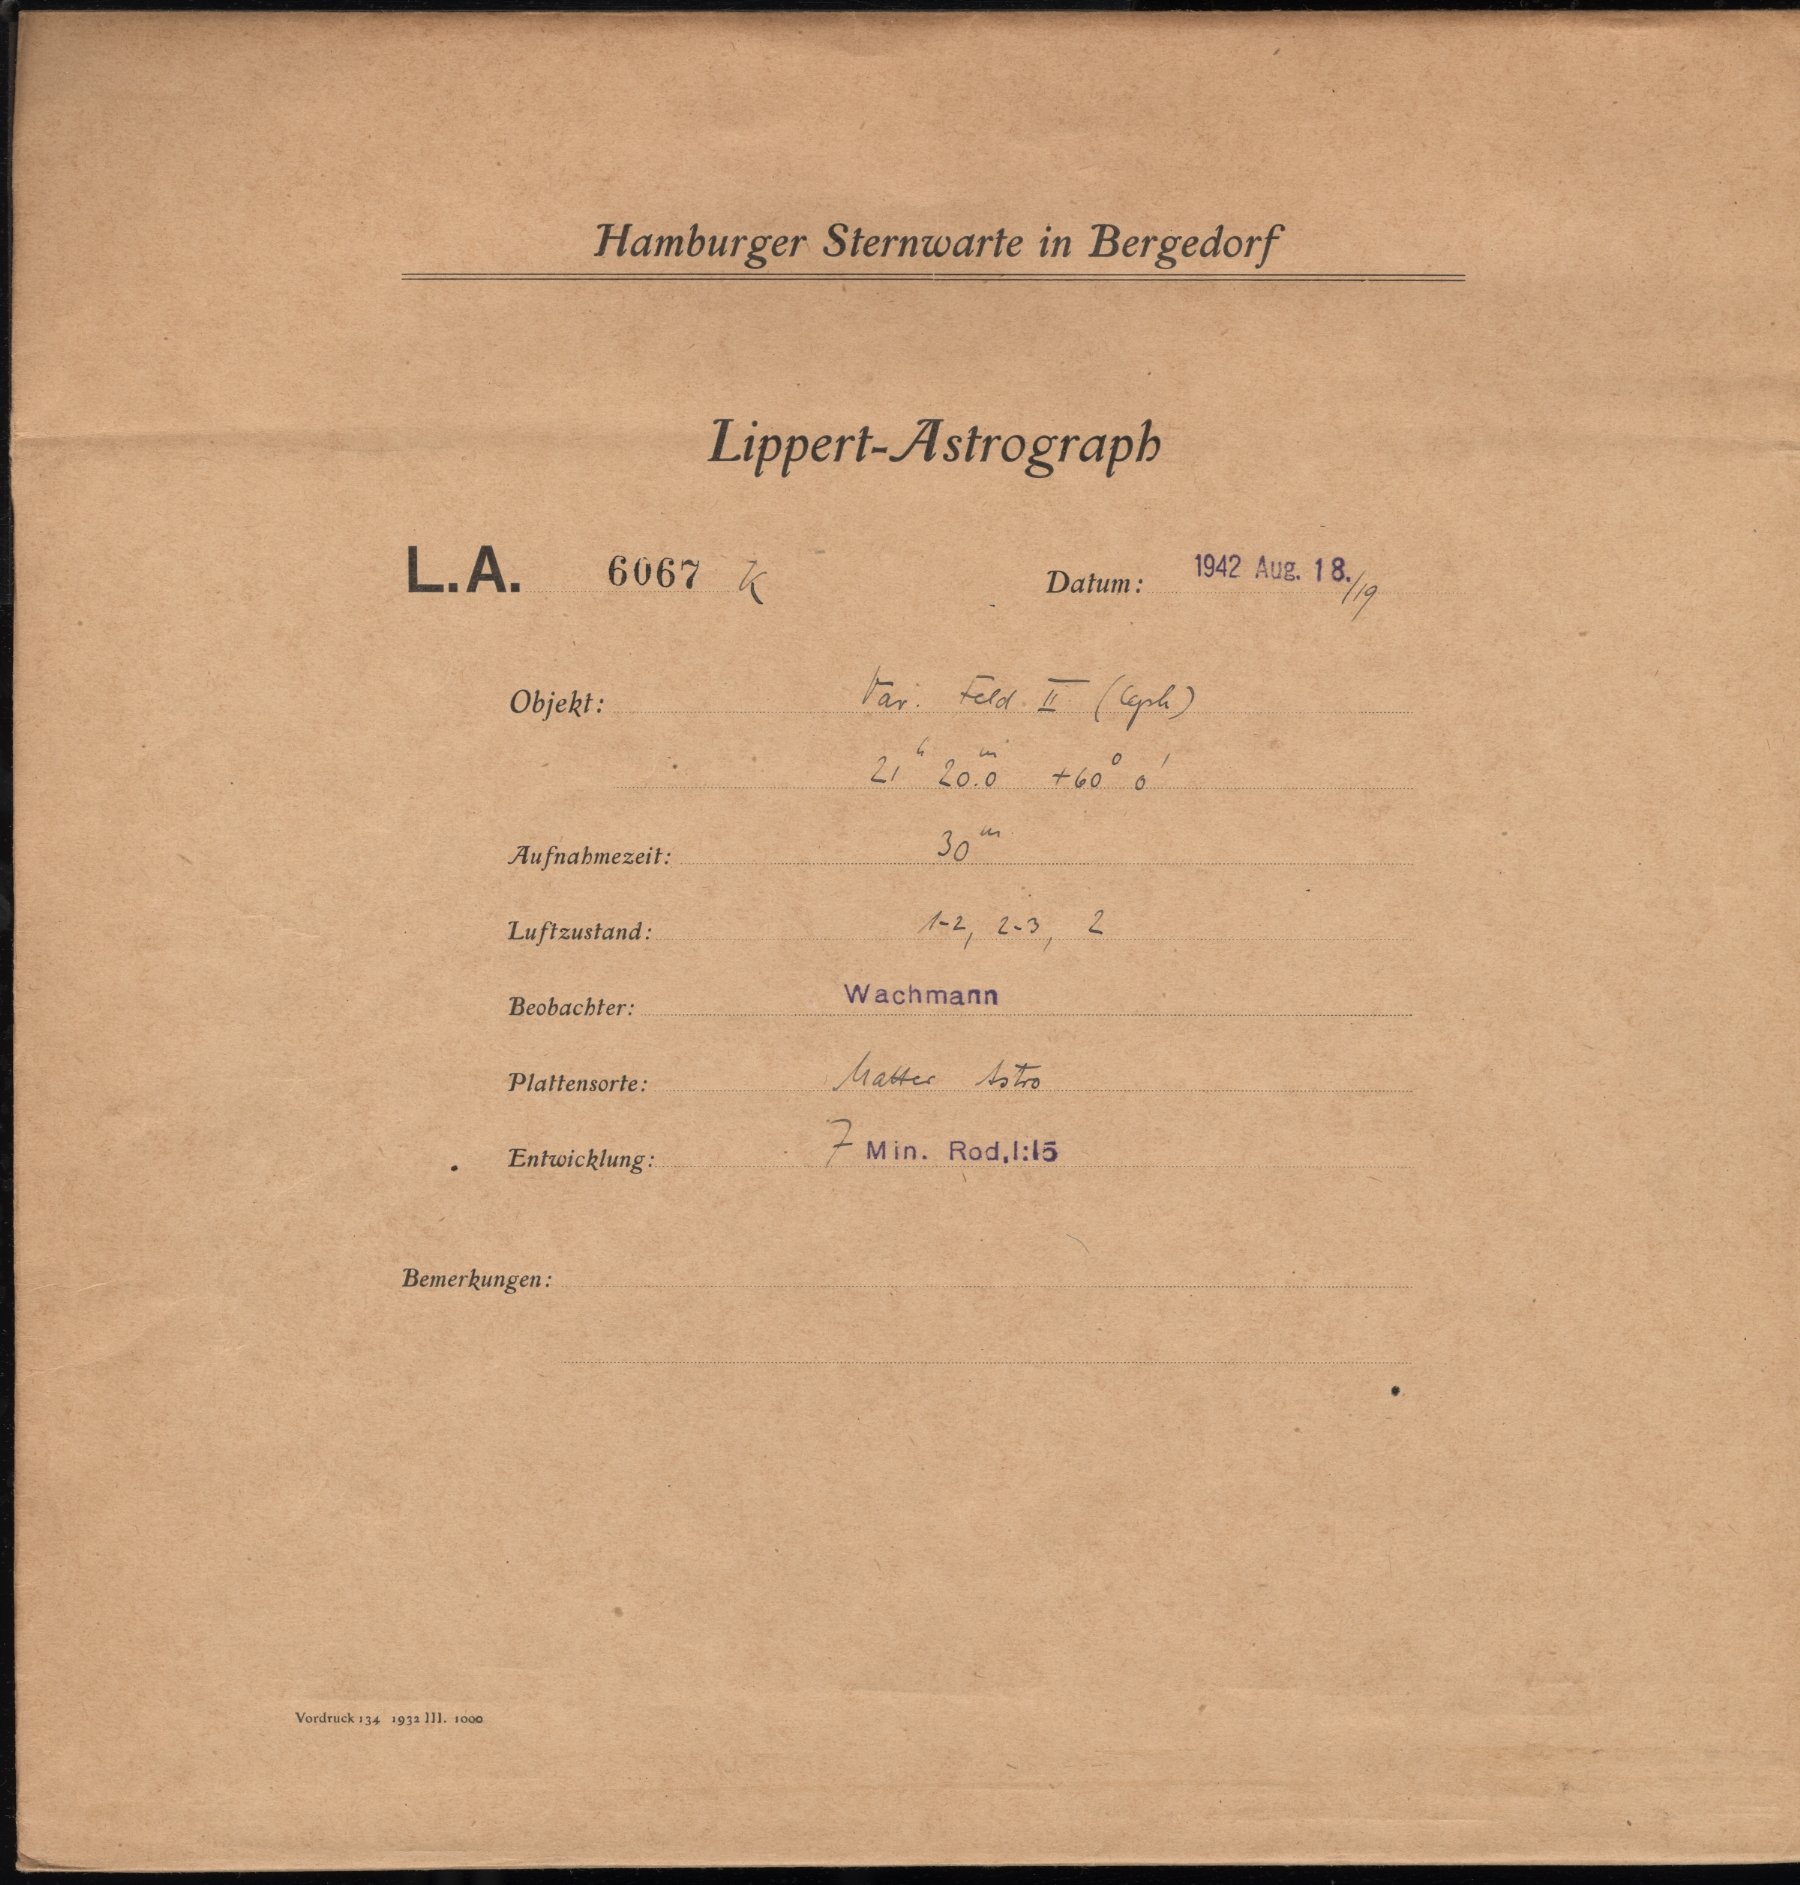 Hamburger Sternwarte in Bergedorf
Lippert-Astrograph
L.A. 6067 K Datum: 1942 Aug. 18./19
Objekt: Var. Feld II (Ceph)
21h 20.0m +60° 0'
Aufnahmezeit: 30m
Luftzustand: 1-2, 2-3, 2
Beobachter: Wachmann
Plattensorte: Matter Astro
Entwicklung: 7 Min. Rod. 1:15
Bemerkungen:
Vordruck 134 1932 III. 1000